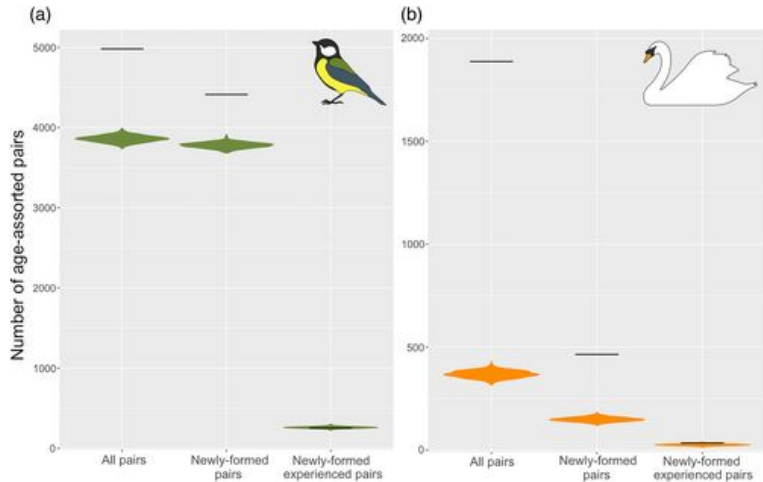 (a)
(b)
Number of age-assorted pairs
5000
4000
3000
2000
1000
0
All pairs
Newly-formed
pairs
Newly-formed
experienced pairs
2000
1500
1000
500
0
All pairs
Newly-formed
pairs
Newly-formed
experienced pairs